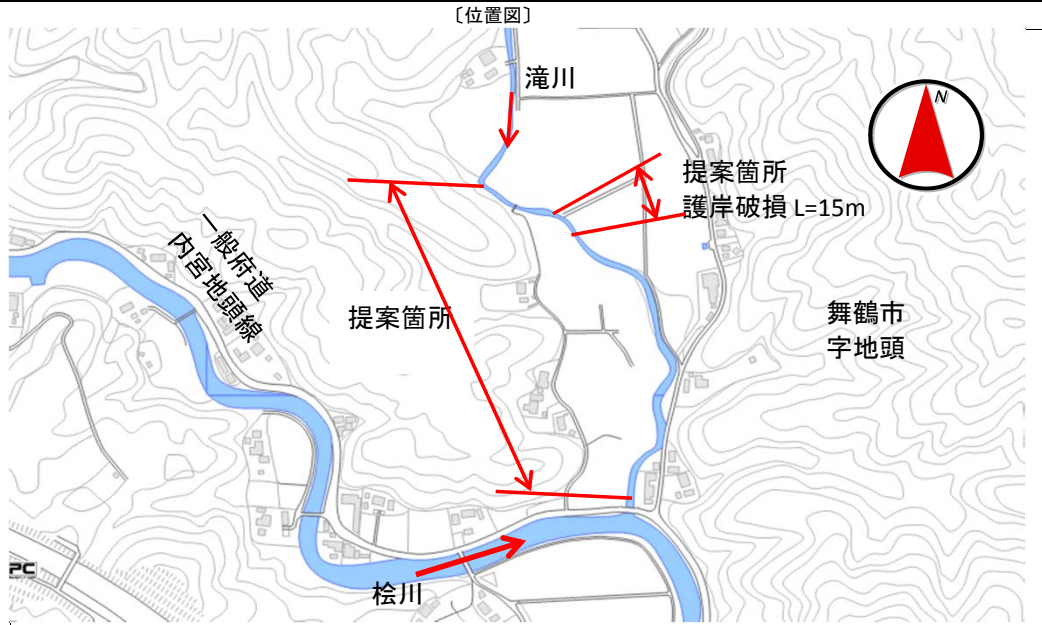 〔位置図〕
滝川
N
提案箇所
護岸破損 L=15m
一般府道
内宮地頭線
提案箇所
舞鶴市
字地頭
PC
桧川